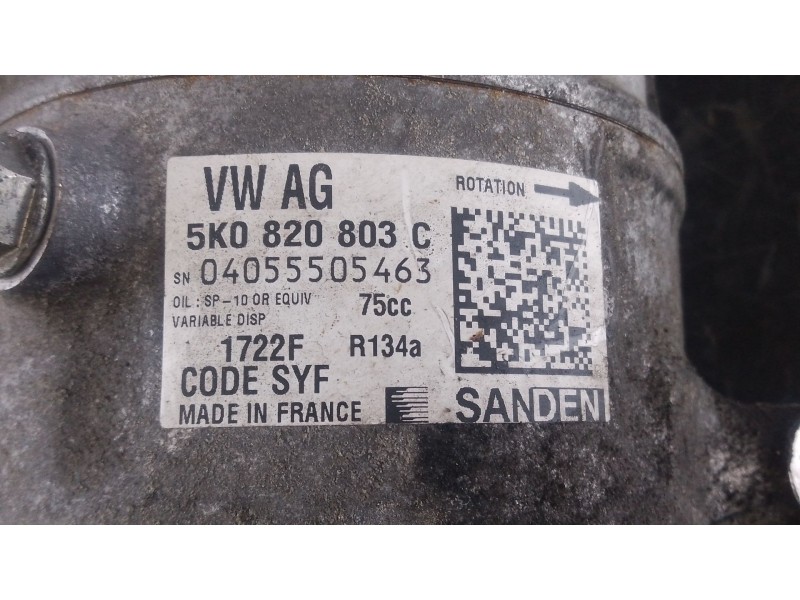 VW AG
ROTATION
5K0 820 803 C
SN 04055505463
OIL : SP-10 OR EQUIV 75cc
VARIABLE DISP
1722F R134a
CODE SYF
MADE IN FRANCE SANDEN